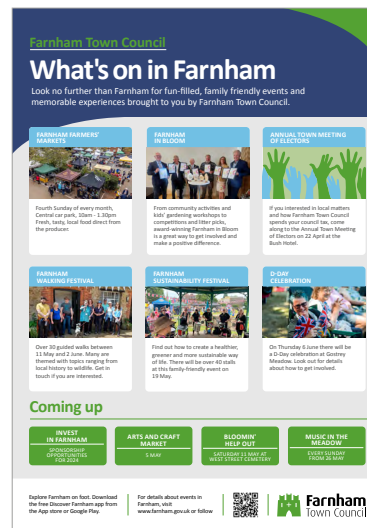 Farnham Town Council
What's on in Farnham
Look no further than Farnham for fun-filled, family friendly events and
memorable experiences brought to you by Farnham Town Council.
FARNHAM FARMERS'
MARKETS
Fourth Sunday of every month,
Central car park, 10am - 1.30pm
Fresh, tasty, local food direct from
the producer.
FARNHAM
IN BLOOM
From community activities and
kids' gardening workshops to
competitions and litter picks,
award-winning Farnham in Bloom
is a great way to get involved and
make a positive difference.
ANNUAL TOWN MEETING
OF ELECTORS
If you interested in local matters
and how Farnham Town Council
spends your council tax, come
along to the Annual Town Meeting
of Electors on 22 April at the
Bush Hotel.
FARNHAM
WALKING FESTIVAL
Over 30 guided walks between
11 May and 2 June. Many are
themed with topics ranging from
local history to wildlife. Get in
touch if you are interested.
FARNHAM
SUSTAINABILITY FESTIVAL
Find out how to create a healthier,
greener and more sustainable way
of life. There will be over 40 stalls
at this family-friendly event on
19 May.
D-DAY
CELEBRATION
On Thursday 6 June there will be
a D-Day celebration at Gostrey
Meadow. Look out for details
about how to get involved.
Coming up
INVEST
IN FARNHAM
SPONSORSHIP
OPPORTUNITIES
FOR 2024
ARTS AND CRAFT
MARKET
5 MAY
BLOOMIN'
HELP OUT
SATURDAY 11 MAY AT
WEST STREET CEMETERY
MUSIC IN THE
MEADOW
EVERY SUNDAY
FROM 26 MAY
Explore Farnham on foot. Download
the free Discover Farnham app from
the App store or Google Play.
For details about events in
Farnham, visit
www.farnham.gov.uk or follow
Farnham
Town Council